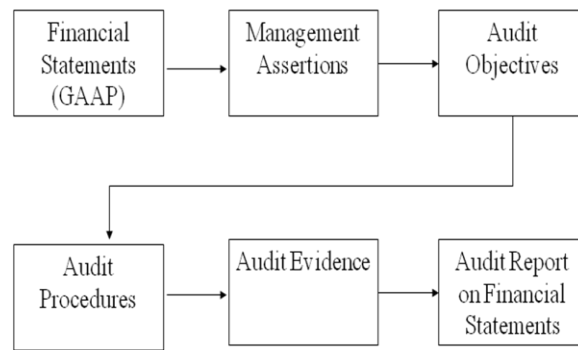 Financial
Statements
(GAAP)
Management
Assertions
Audit
Objectives
Audit
Procedures
Audit Evidence
Audit Report
on Financial
Statements